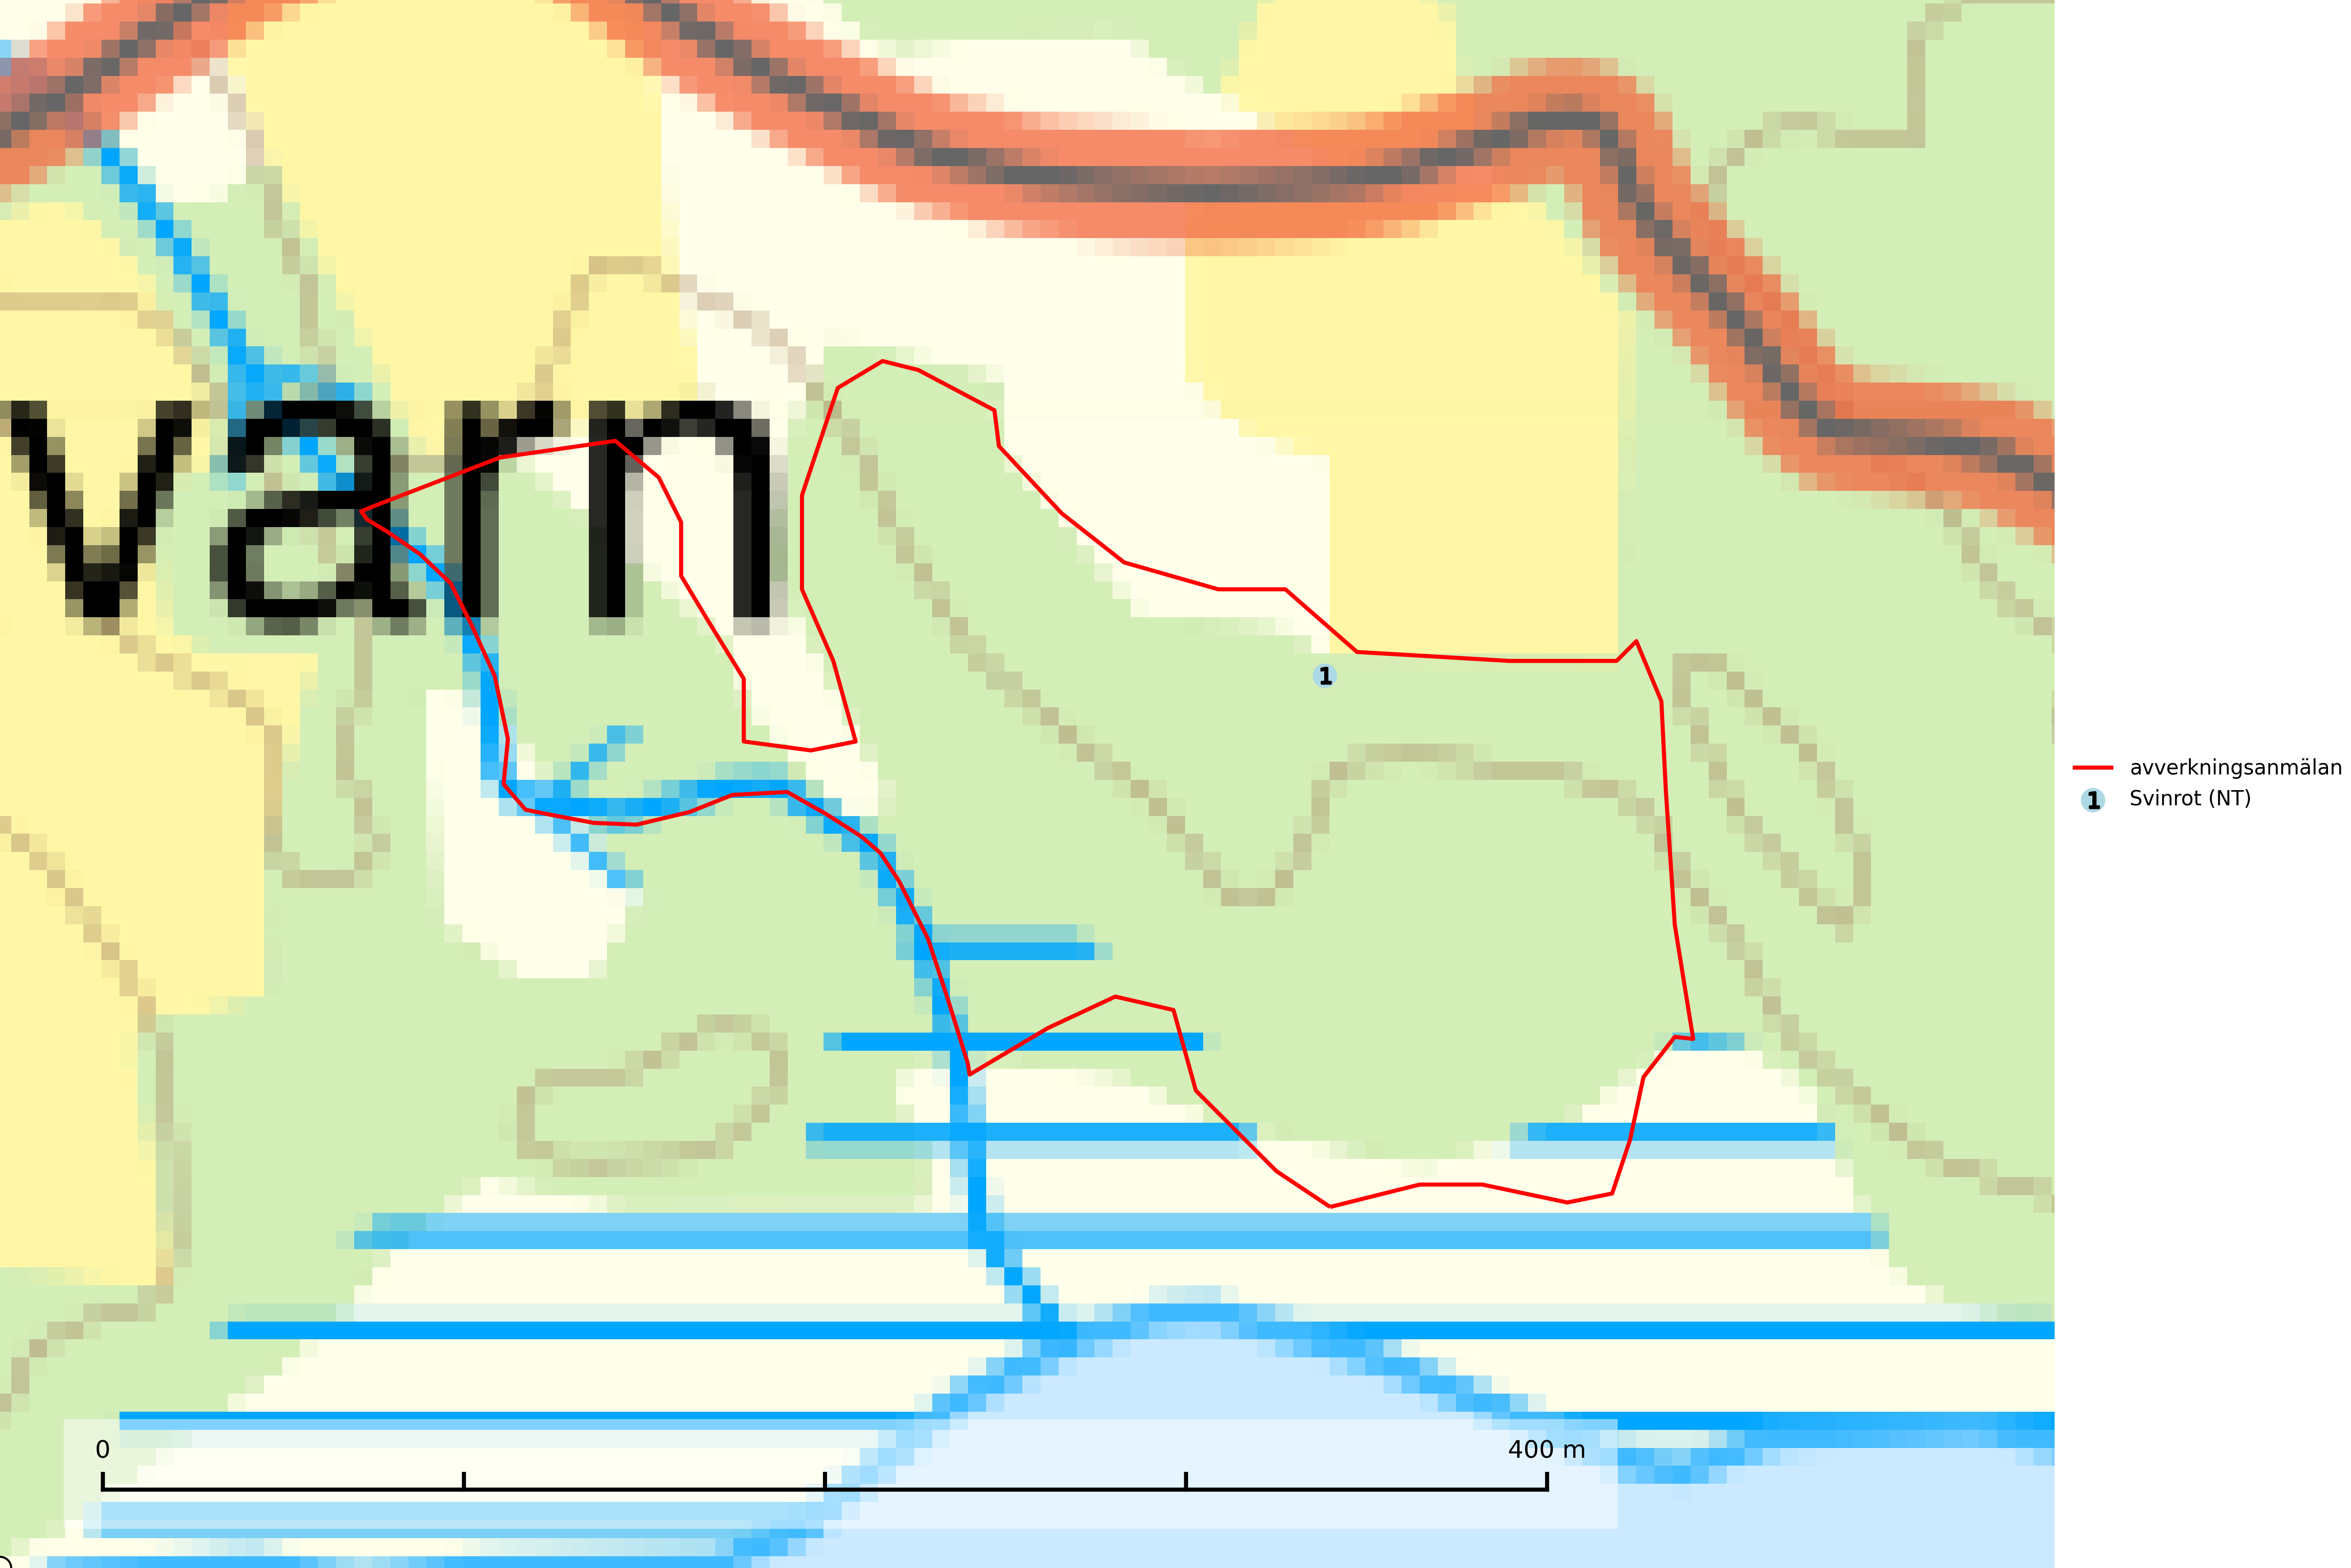 varn
1
avverkningsanmälan
1 Svinrot (NT)
0 400 m